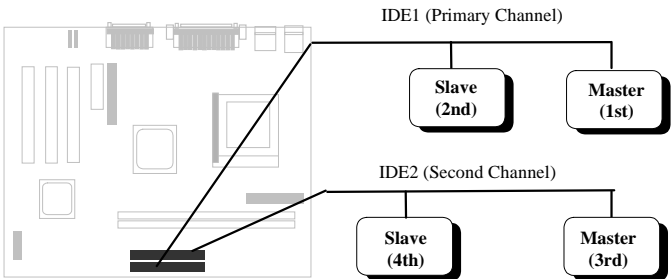 IDE1 (Primary Channel)
Slave
(2nd)
Master
(1st)
IDE2 (Second Channel)
Slave
(4th)
Master
(3rd)